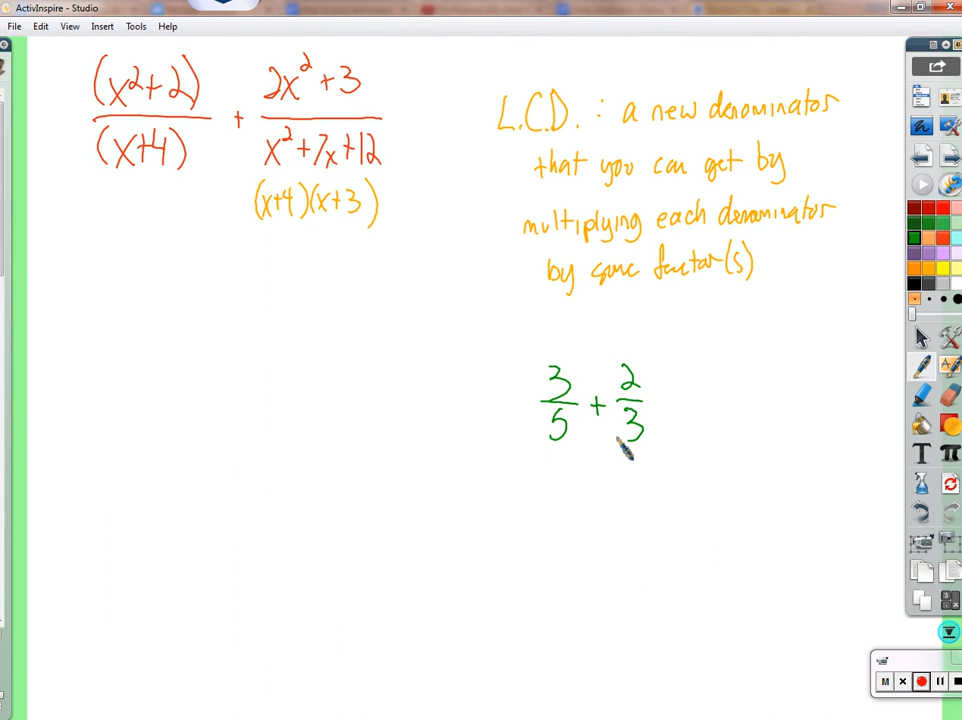 ActivInspire - Studio
File Edit View Insert Tools Help
(x²+2)/(x+4) + (2x²+3)/(x²+7x+12)
(x+4)(x+3)
L.C.D. : a new denominator
that you can get by
multiplying each denominator
by some factor(s)
3/5 + 2/3
T π
M